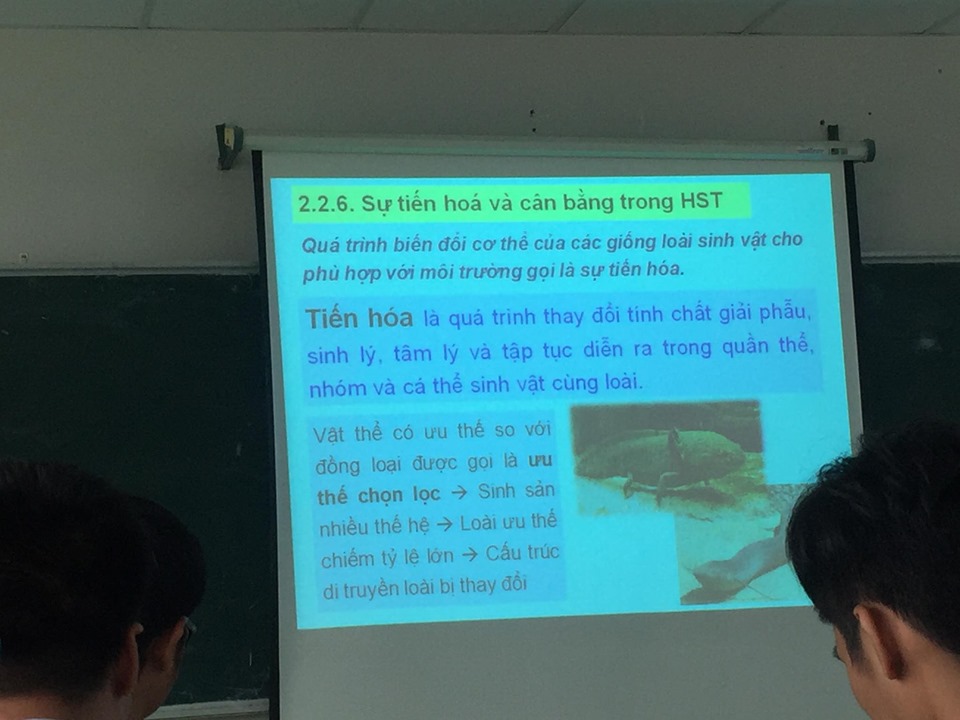 2.2.6. Sự tiến hoá và cân bằng trong HST
Quá trình biến đổi cơ thể của các giống loài sinh vật cho
phù hợp với môi trường gọi là sự tiến hóa.
Tiến hóa là quá trình thay đổi tính chất giải phẫu,
sinh lý, tâm lý và tập tục diễn ra trong quần thể,
nhóm và cá thể sinh vật cùng loài.
Vật thể có ưu thế so với
đồng loại được gọi là ưu
thế chọn lọc → Sinh sản
nhiều thế hệ → Loài ưu thế
chiếm tỷ lệ lớn → Cấu trúc
di truyền loài bị thay đổi